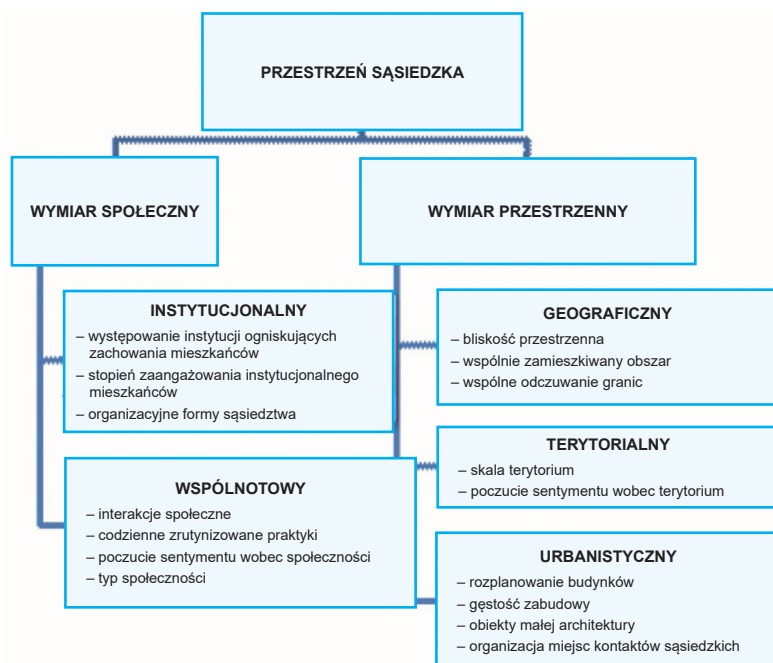 PRZESTRZEŃ SĄSIEDZKA
WYMIAR SPOŁECZNY
WYMIAR PRZESTRZENNY
INSTYTUCJONALNY
– występowanie instytucji ogniskujących
zachowania mieszkańców
– stopień zaangażowania instytucjonalnego
mieszkańców
– organizacyjne formy sąsiedztwa
WSPÓLNOTOWY
– interakcje społeczne
– codzienne zrutynizowane praktyki
– poczucie sentymentu wobec społeczności
– typ społeczności
GEOGRAFICZNY
– bliskość przestrzenna
– wspólnie zamieszkiwany obszar
– wspólne odczuwanie granic
TERYTORIALNY
– skala terytorium
– poczucie sentymentu wobec terytorium
URBANISTYCZNY
– rozplanowanie budynków
– gęstość zabudowy
– obiekty małej architektury
– organizacja miejsc kontaktów sąsiedzkich